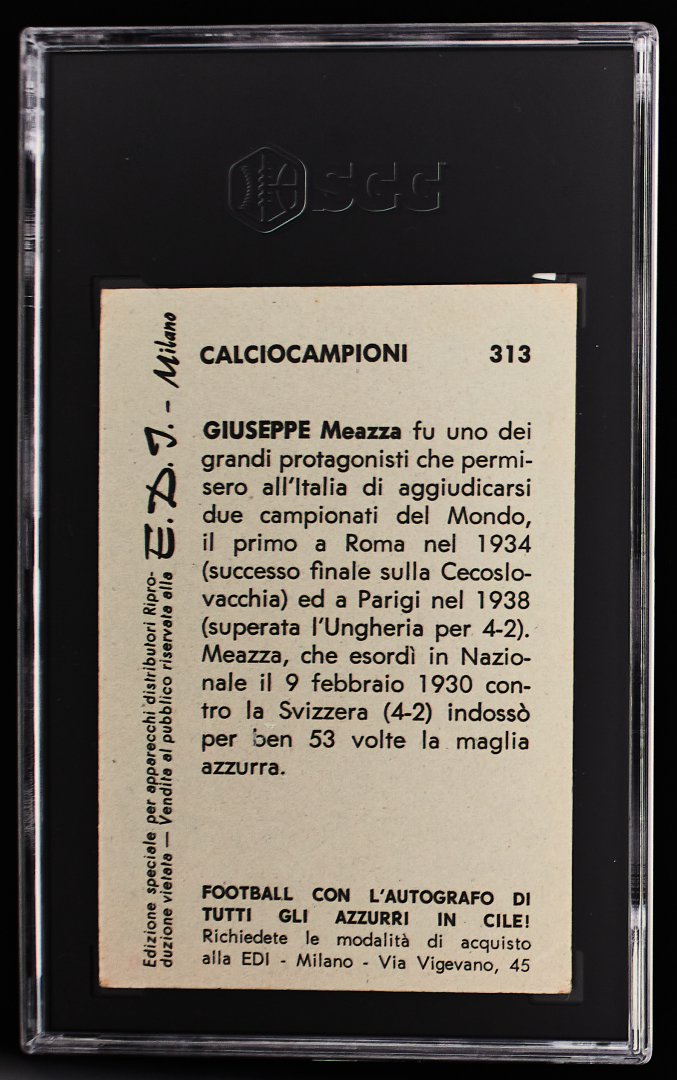 SGC
CALCIOCAMPIONI 313
GIUSEPPE Meazza fu uno dei
grandi protagonisti che permi-
sero all'Italia di aggiudicarsi
due campionati del Mondo,
il primo a Roma nel 1934
(successo finale sulla Cecoslo-
vacchia) ed a Parigi nel 1938
(superata l'Ungheria per 4-2).
Meazza, che esordì in Nazio-
nale il 9 febbraio 1930 con-
tro la Svizzera (4-2) indossò
per ben 53 volte la maglia
azzurra.
FOOTBALL CON L'AUTOGRAFO DI
TUTTI GLI AZZURRI IN CILE!
Richiedete le modalità di acquisto
alla EDI - Milano - Via Vigevano, 45
Edizione speciale per apparecchi distributori Ripro-
duzione vietata — Vendita al pubblico riservata alla E.D.I. - Milano